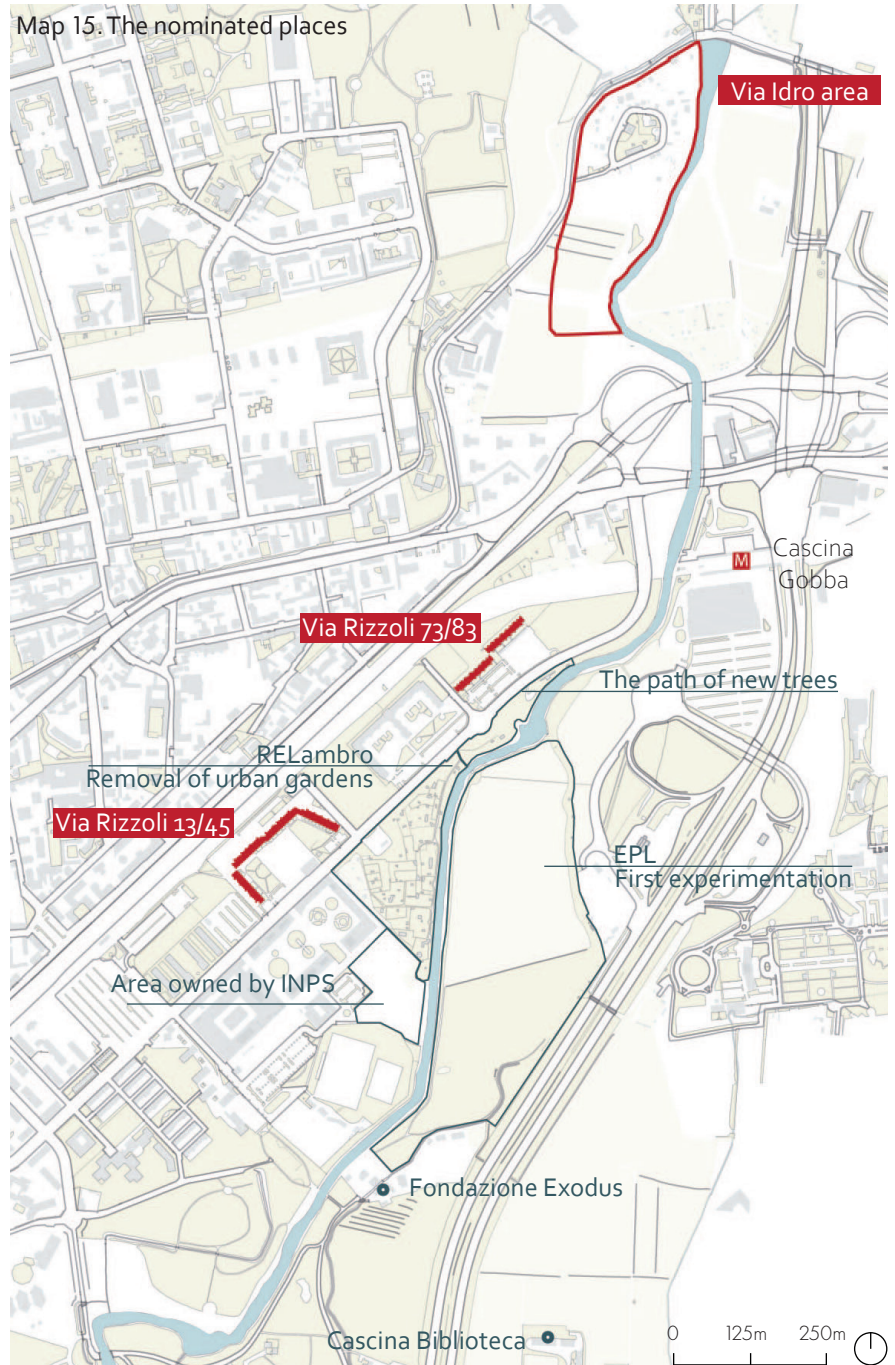 Map 15. The nominated places
Via Idro area
M
Cascina
Gobba
Via Rizzoli 73/83
The path of new trees
RELambro
Removal of urban gardens
Via Rizzoli 13/45
EPL
First experimentation
Area owned by INPS
Fondazione Exodus
Cascina Biblioteca
0 125m 250m